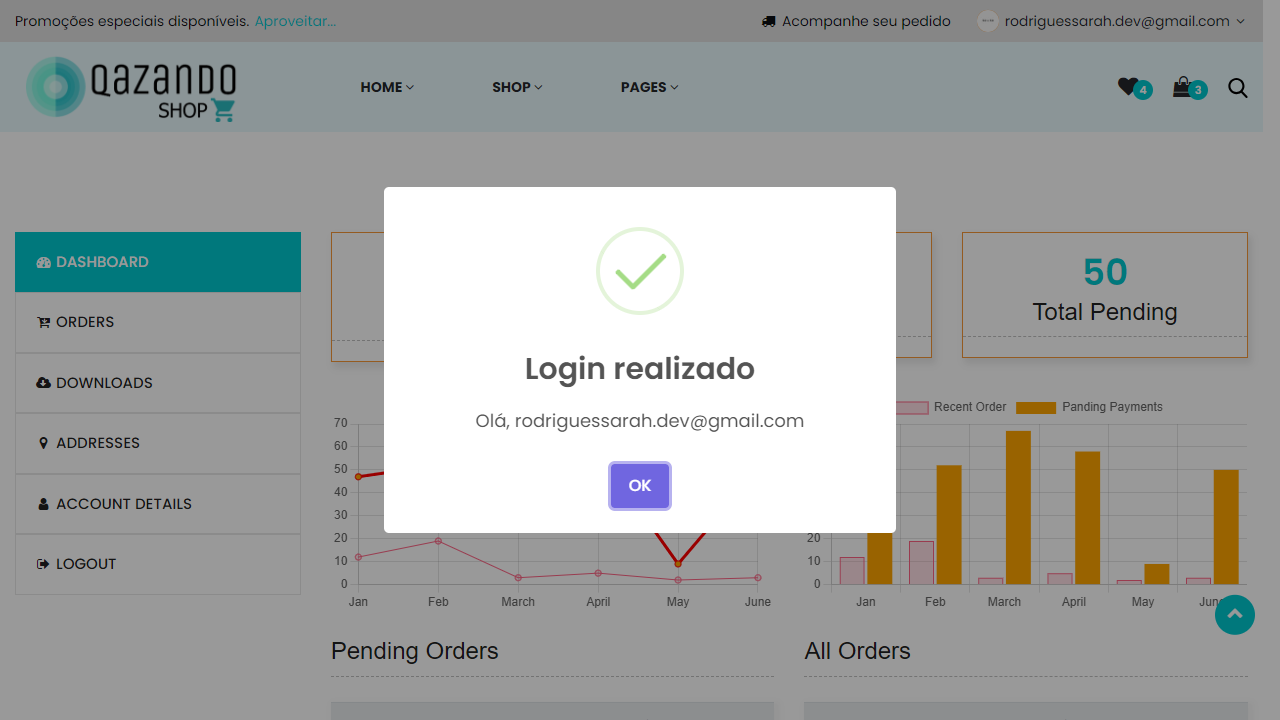 Promoções especiais disponíveis. Aproveitar...
Acompanhe seu pedido
rodriguessarah.dev@gmail.com
QAZANDO
SHOP
HOME
SHOP
PAGES
4
3
DASHBOARD
ORDERS
DOWNLOADS
ADDRESSES
ACCOUNT DETAILS
LOGOUT
50
Total Pending
Login realizado
Olá, rodriguessarah.dev@gmail.com
OK
70
60
50
40
30
20
10
0
Jan
Feb
March
April
May
June
Recent Order
Panding Payments
20
10
0
Jan
Feb
March
April
May
June
Pending Orders
All Orders